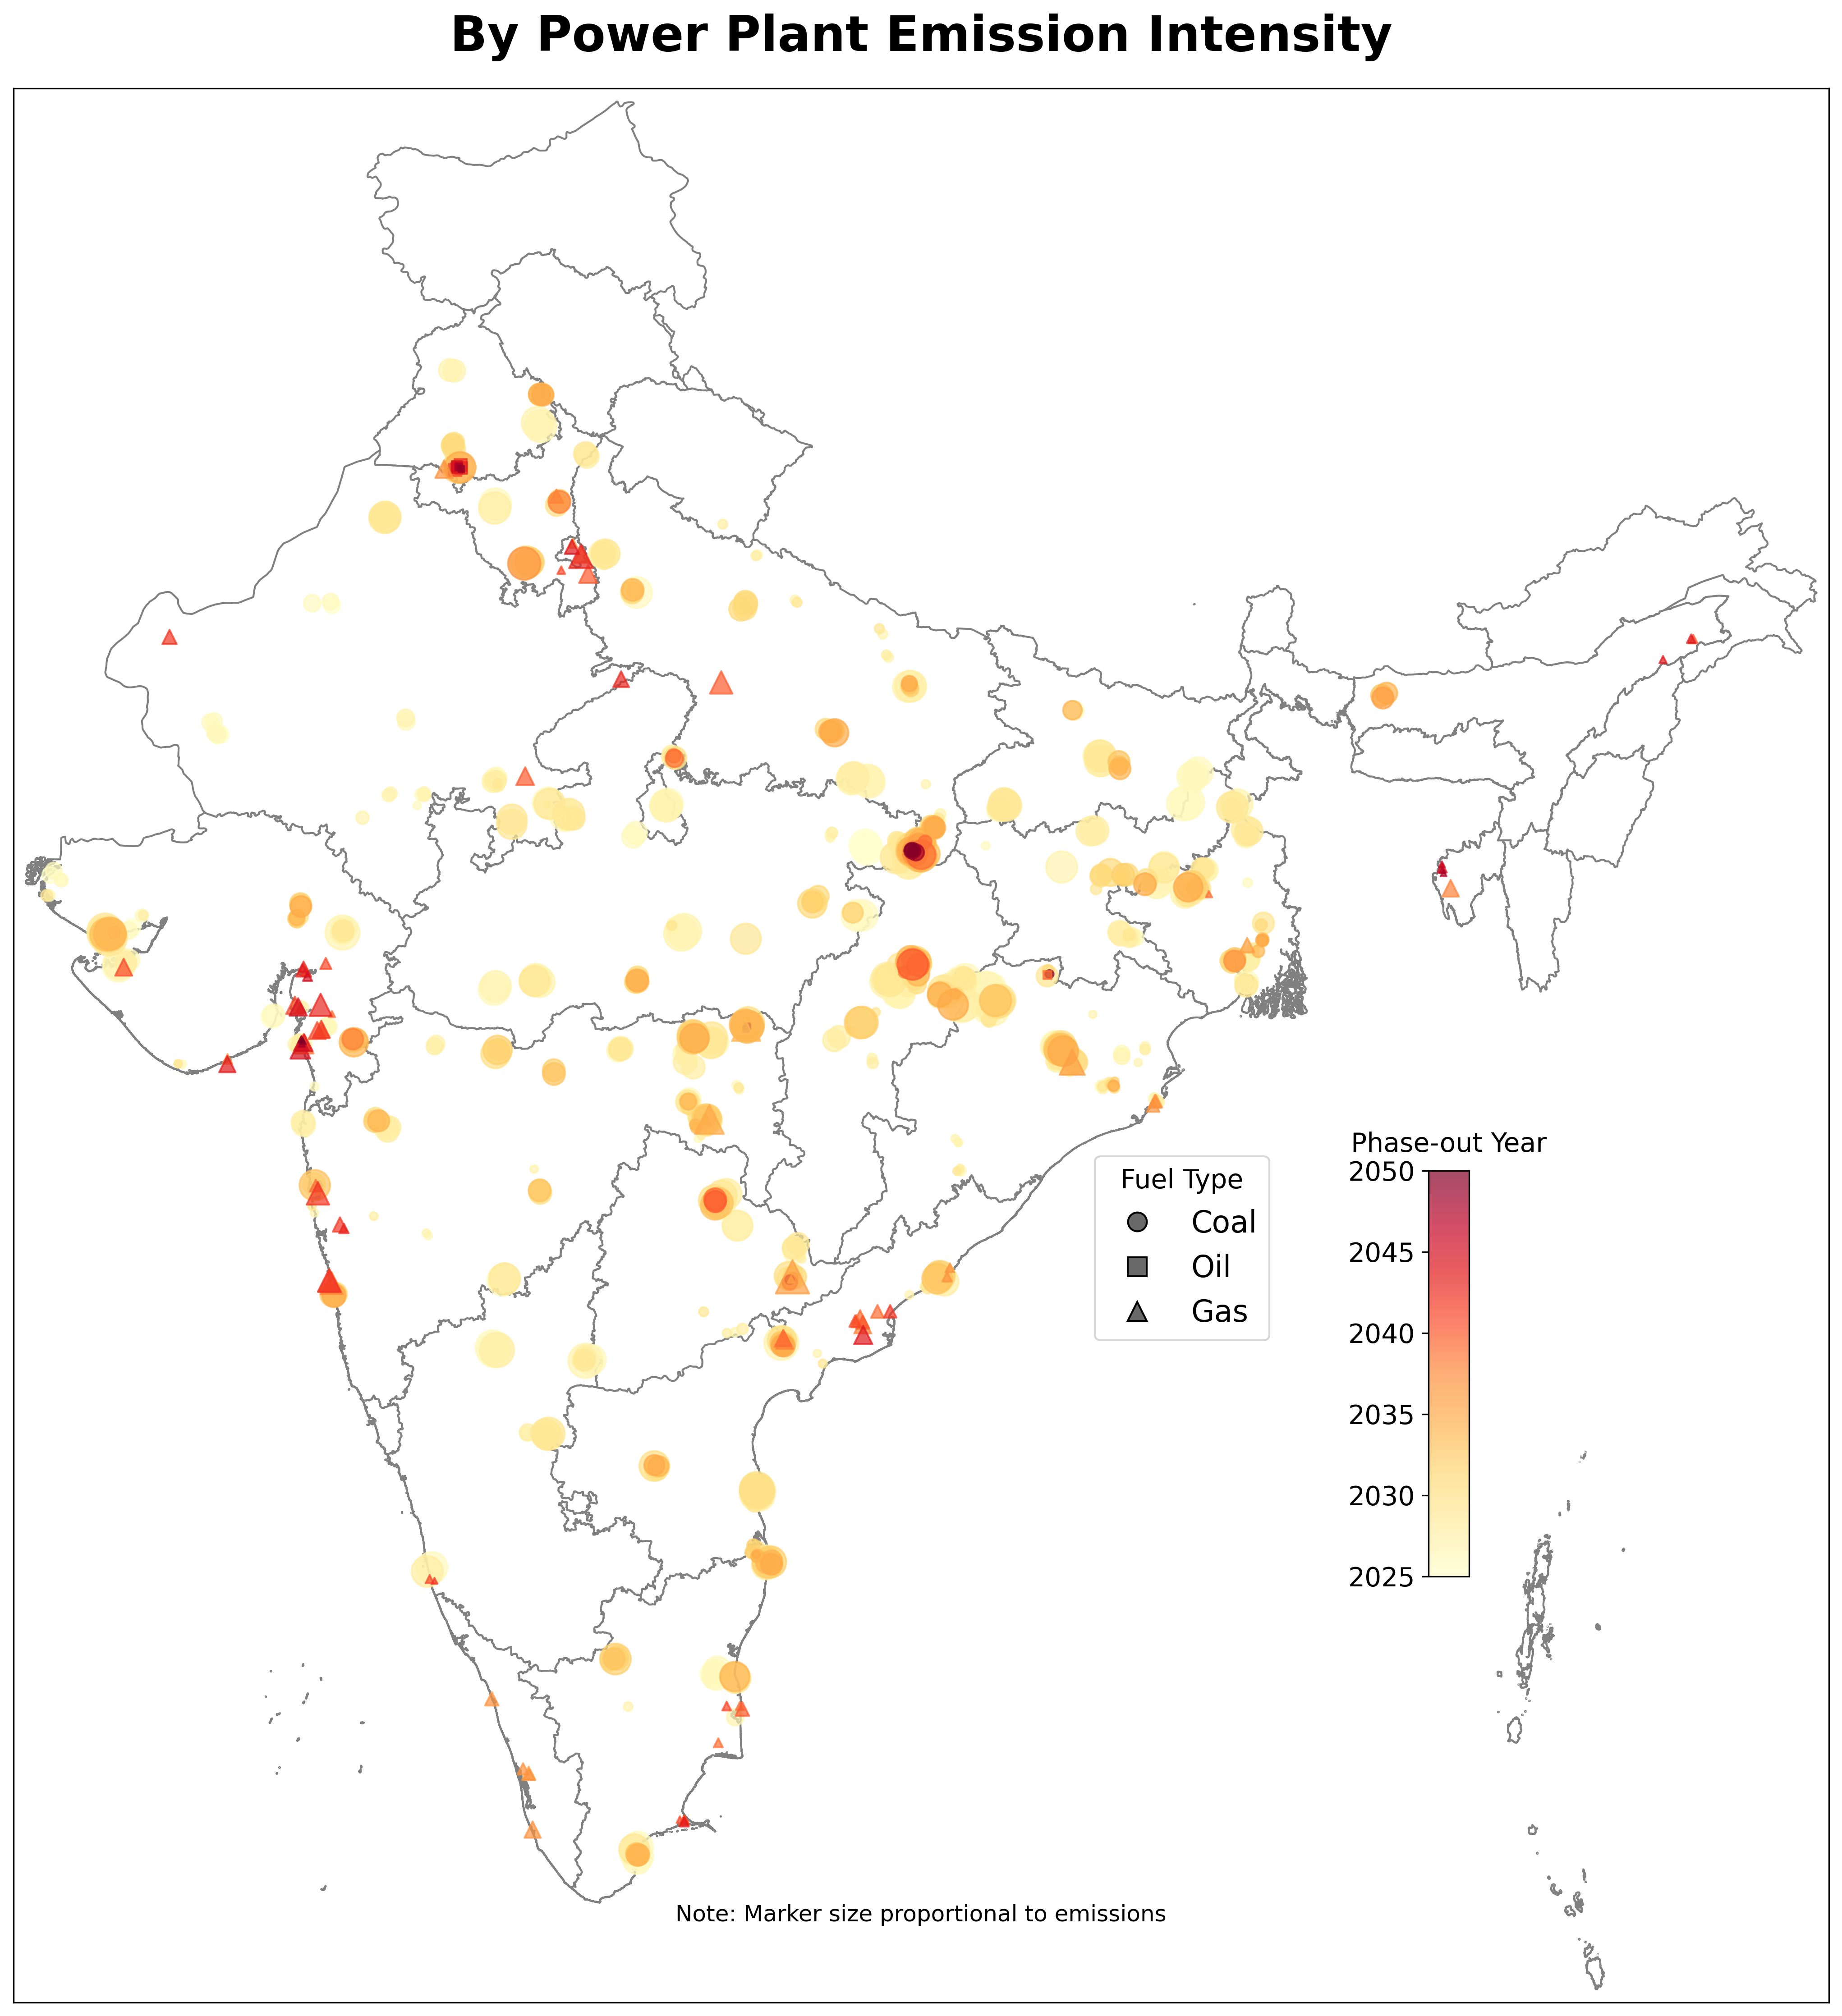 By Power Plant Emission Intensity
Phase-out Year
2050
2045
2040
2035
2030
2025
Fuel Type
Coal
Oil
Gas
Note: Marker size proportional to emissions